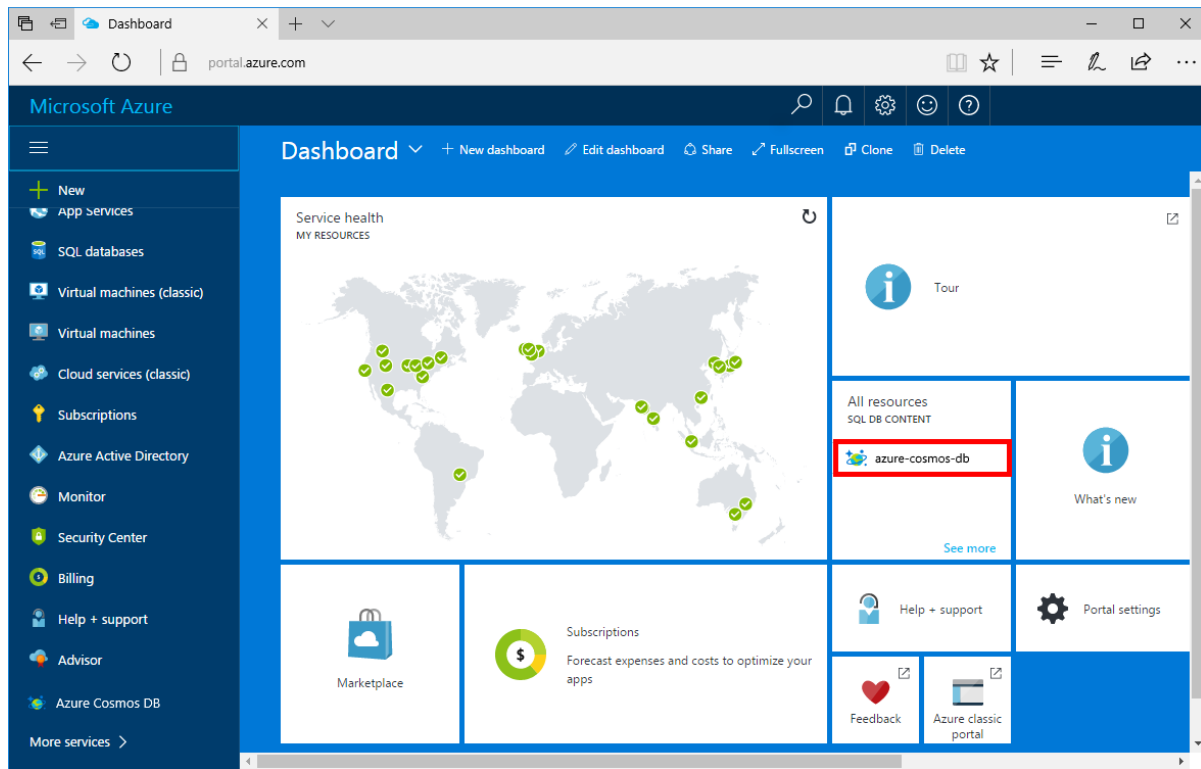 Dashboard
portal.azure.com
Microsoft Azure
Dashboard
New dashboard
Edit dashboard
Share
Fullscreen
Clone
Delete
New
App Services
SQL databases
Virtual machines (classic)
Virtual machines
Cloud services (classic)
Subscriptions
Azure Active Directory
Monitor
Security Center
Billing
Help + support
Advisor
Azure Cosmos DB
More services
Service health
MY RESOURCES
Tour
All resources
SQL DB CONTENT
azure-cosmos-db
See more
What's new
Marketplace
Subscriptions
Forecast expenses and costs to optimize your
apps
Help + support
Portal settings
Feedback
Azure classic
portal